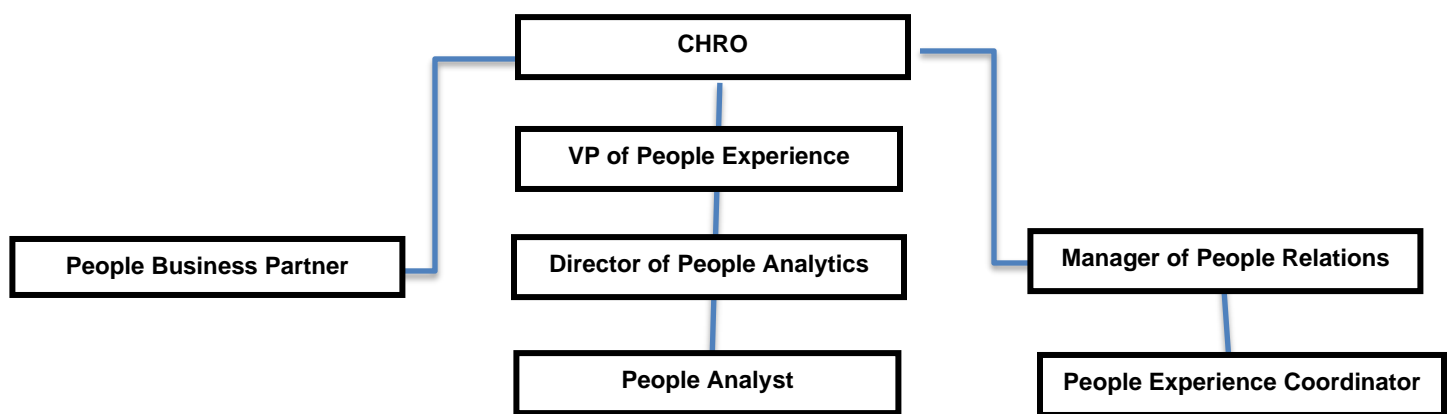 CHRO
VP of People Experience
People Business Partner
Director of People Analytics
Manager of People Relations
People Analyst
People Experience Coordinator